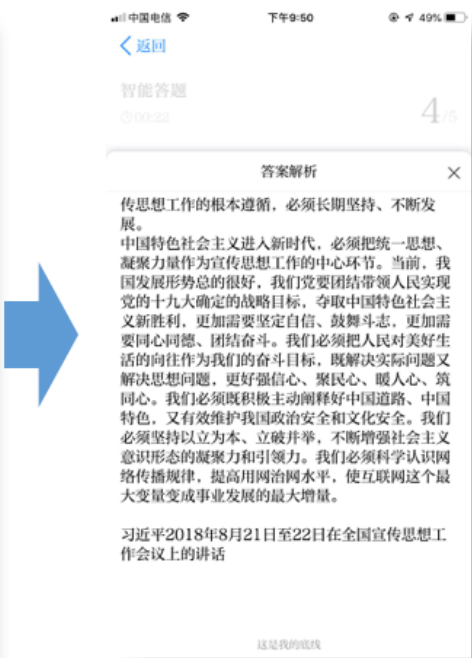 中国电信 下午9:50 49%
返回
智能答题
00:22 4/5
答案解析
传思想工作的根本遵循，必须长期坚持、不断发
展。
中国特色社会主义进入新时代，必须把统一思想、
凝聚力量作为宣传思想工作的中心环节。当前，我
国发展形势总的很好，我们党要团结带领人民实现
党的十九大确定的战略目标，夺取中国特色社会主
义新胜利，更加需要坚定自信、鼓舞斗志，更加需
要同心同德、团结奋斗。我们必须把人民对美好生
活的向往作为我们的奋斗目标，既解决实际问题又
解决思想问题，更好强信心、聚民心、暖人心、筑
同心。我们必须既积极主动阐释好中国道路、中国
特色，又有效维护我国政治安全和文化安全。我们
必须坚持以立为本、立破并举，不断增强社会主义
意识形态的凝聚力和引领力。我们必须科学认识网
络传播规律，提高用网治网水平，使互联网这个最
大变量变成事业发展的最大增量。
习近平2018年8月21日至22日在全国宣传思想工
作会议上的讲话
这是我的底线